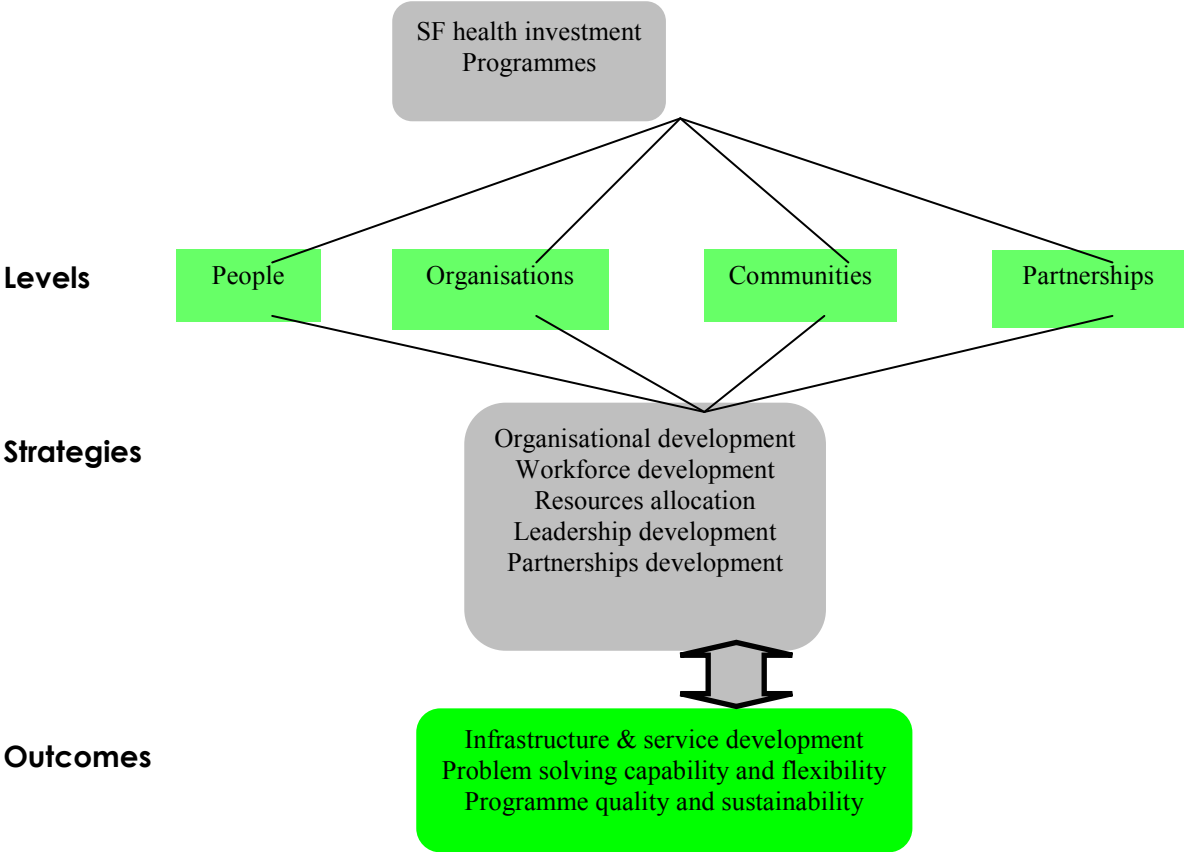 SF health investment
Programmes
Levels
People
Organisations
Communities
Partnerships
Strategies
Organisational development
Workforce development
Resources allocation
Leadership development
Partnerships development
Outcomes
Infrastructure & service development
Problem solving capability and flexibility
Programme quality and sustainability